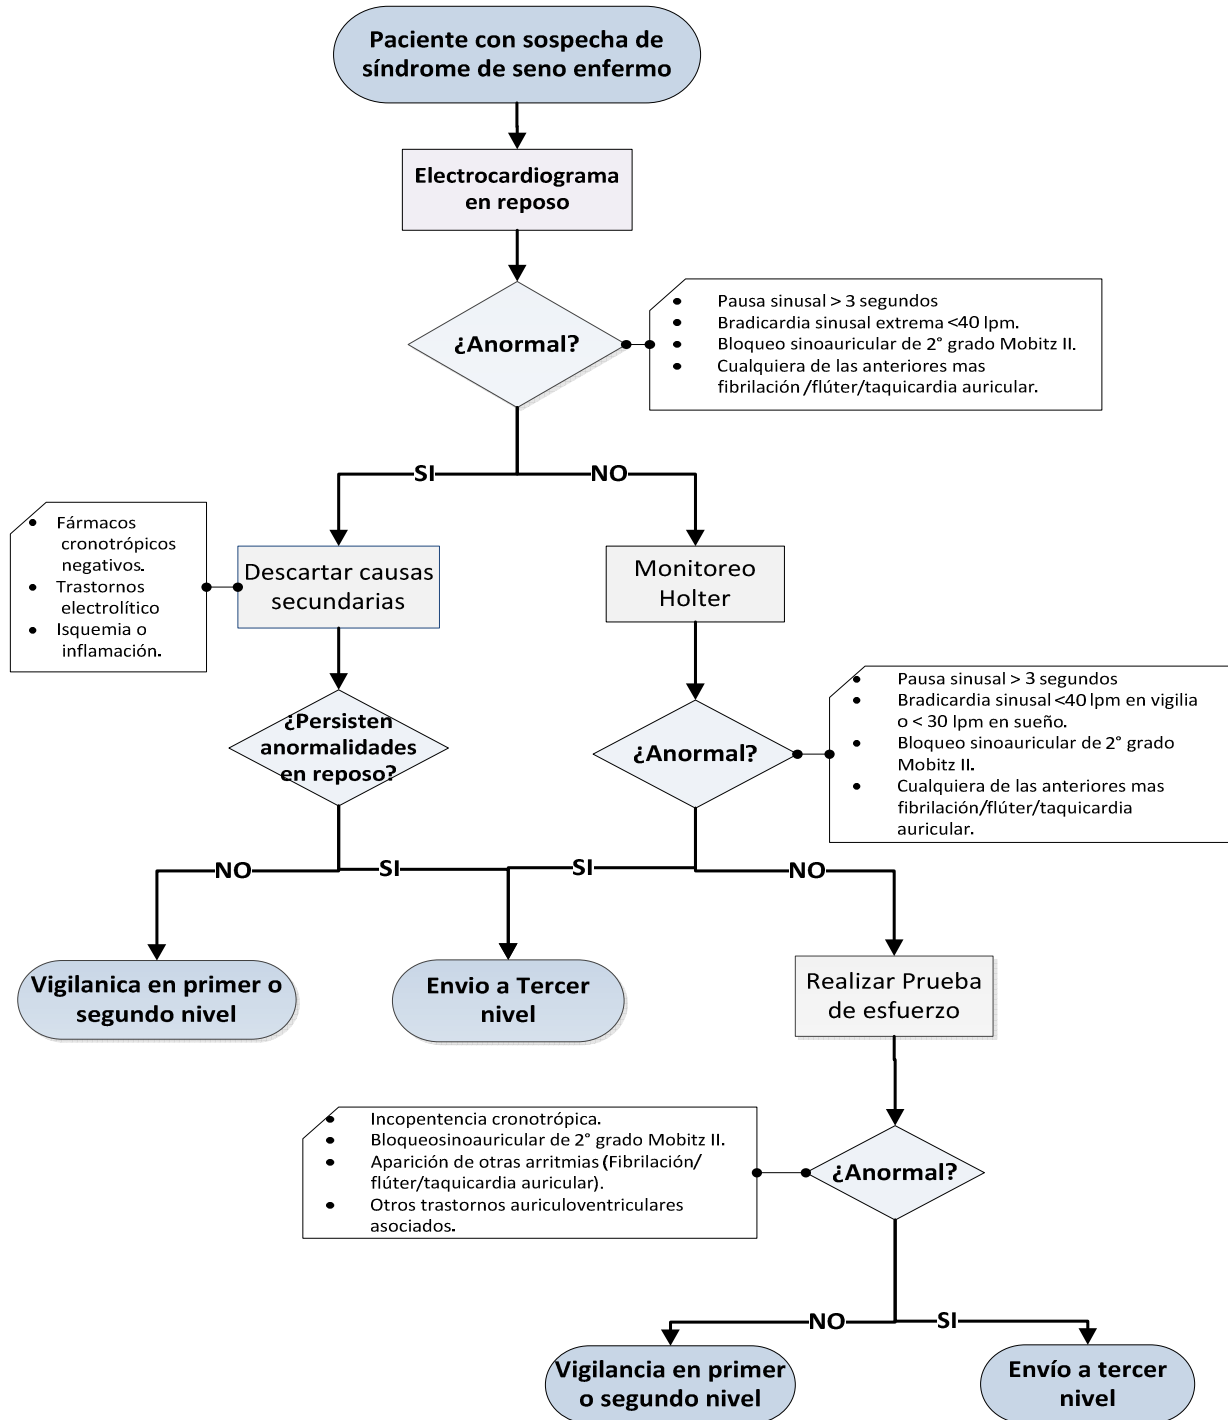 Paciente con sospecha de
síndrome de seno enfermo
Electrocardiograma
en reposo
¿Anormal?
• Pausa sinusal > 3 segundos
• Bradicardia sinusal extrema <40 lpm.
• Bloqueo sinoauricular de 2° grado Mobitz II.
• Cualquiera de las anteriores mas
fibrilación/flúter/taquicardia auricular.
SI
NO
• Fármacos
cronotrópicos
negativos.
• Trastornos
electrolítico
• Isquemia o
inflamación.
Descartar causas
secundarias
Monitoreo
Holter
¿Persisten
anormalidades
en reposo?
¿Anormal?
• Pausa sinusal > 3 segundos
• Bradicardia sinusal <40 lpm en vigilia
o < 30 lpm en sueño.
• Bloqueo sinoauricular de 2° grado
Mobitz II.
• Cualquiera de las anteriores mas
fibrilación/flúter/taquicardia
auricular.
NO
SI
SI
NO
Vigilanica en primer o
segundo nivel
Envio a Tercer
nivel
Realizar Prueba
de esfuerzo
• Incopentencia cronotrópica.
• Bloqueosinoauricular de 2° grado Mobitz II.
• Aparición de otras arritmias (Fibrilación/
flúter/taquicardia auricular).
• Otros trastornos auriculoventriculares
asociados.
¿Anormal?
NO
SI
Vigilancia en primer
o segundo nivel
Envío a tercer
nivel